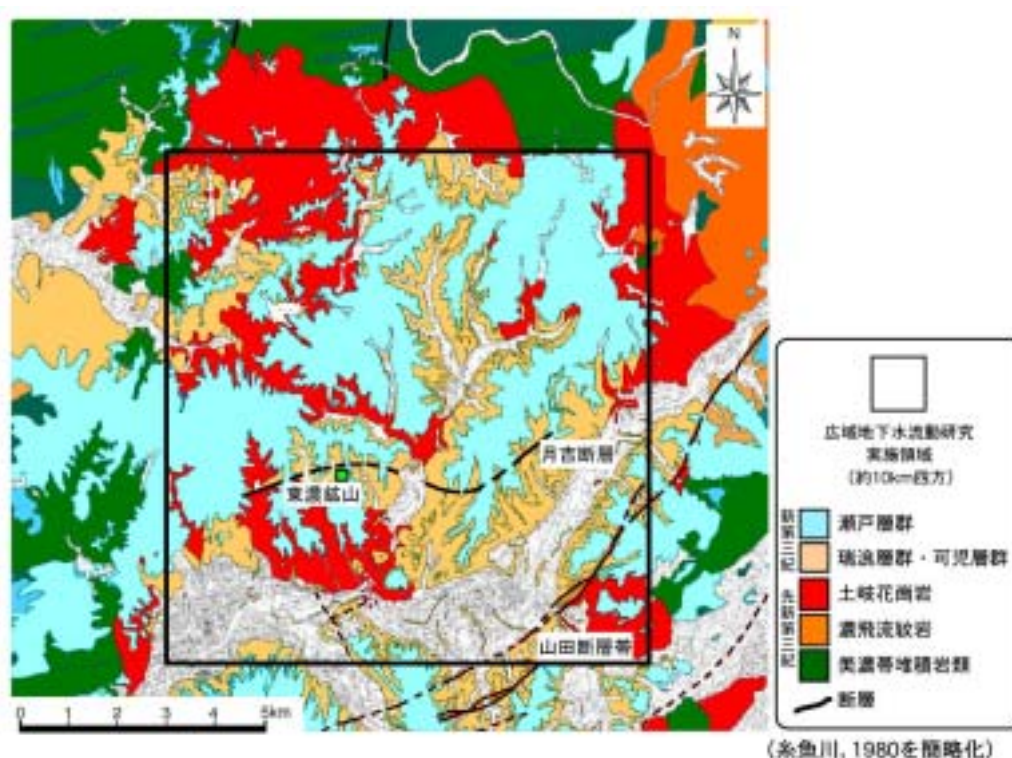 N
月吉断層
東濃鉱山
山田断層帯
0 1 2 3 5km
広域地下水流動研究
実施領域
(約10km四方)
新第三紀
瀬戸層群
瑞浪層群・可児層群
先新第三紀
土岐花崗岩
濃飛流紋岩
美濃帯堆積岩類
断層
(糸魚川, 1980を簡略化)